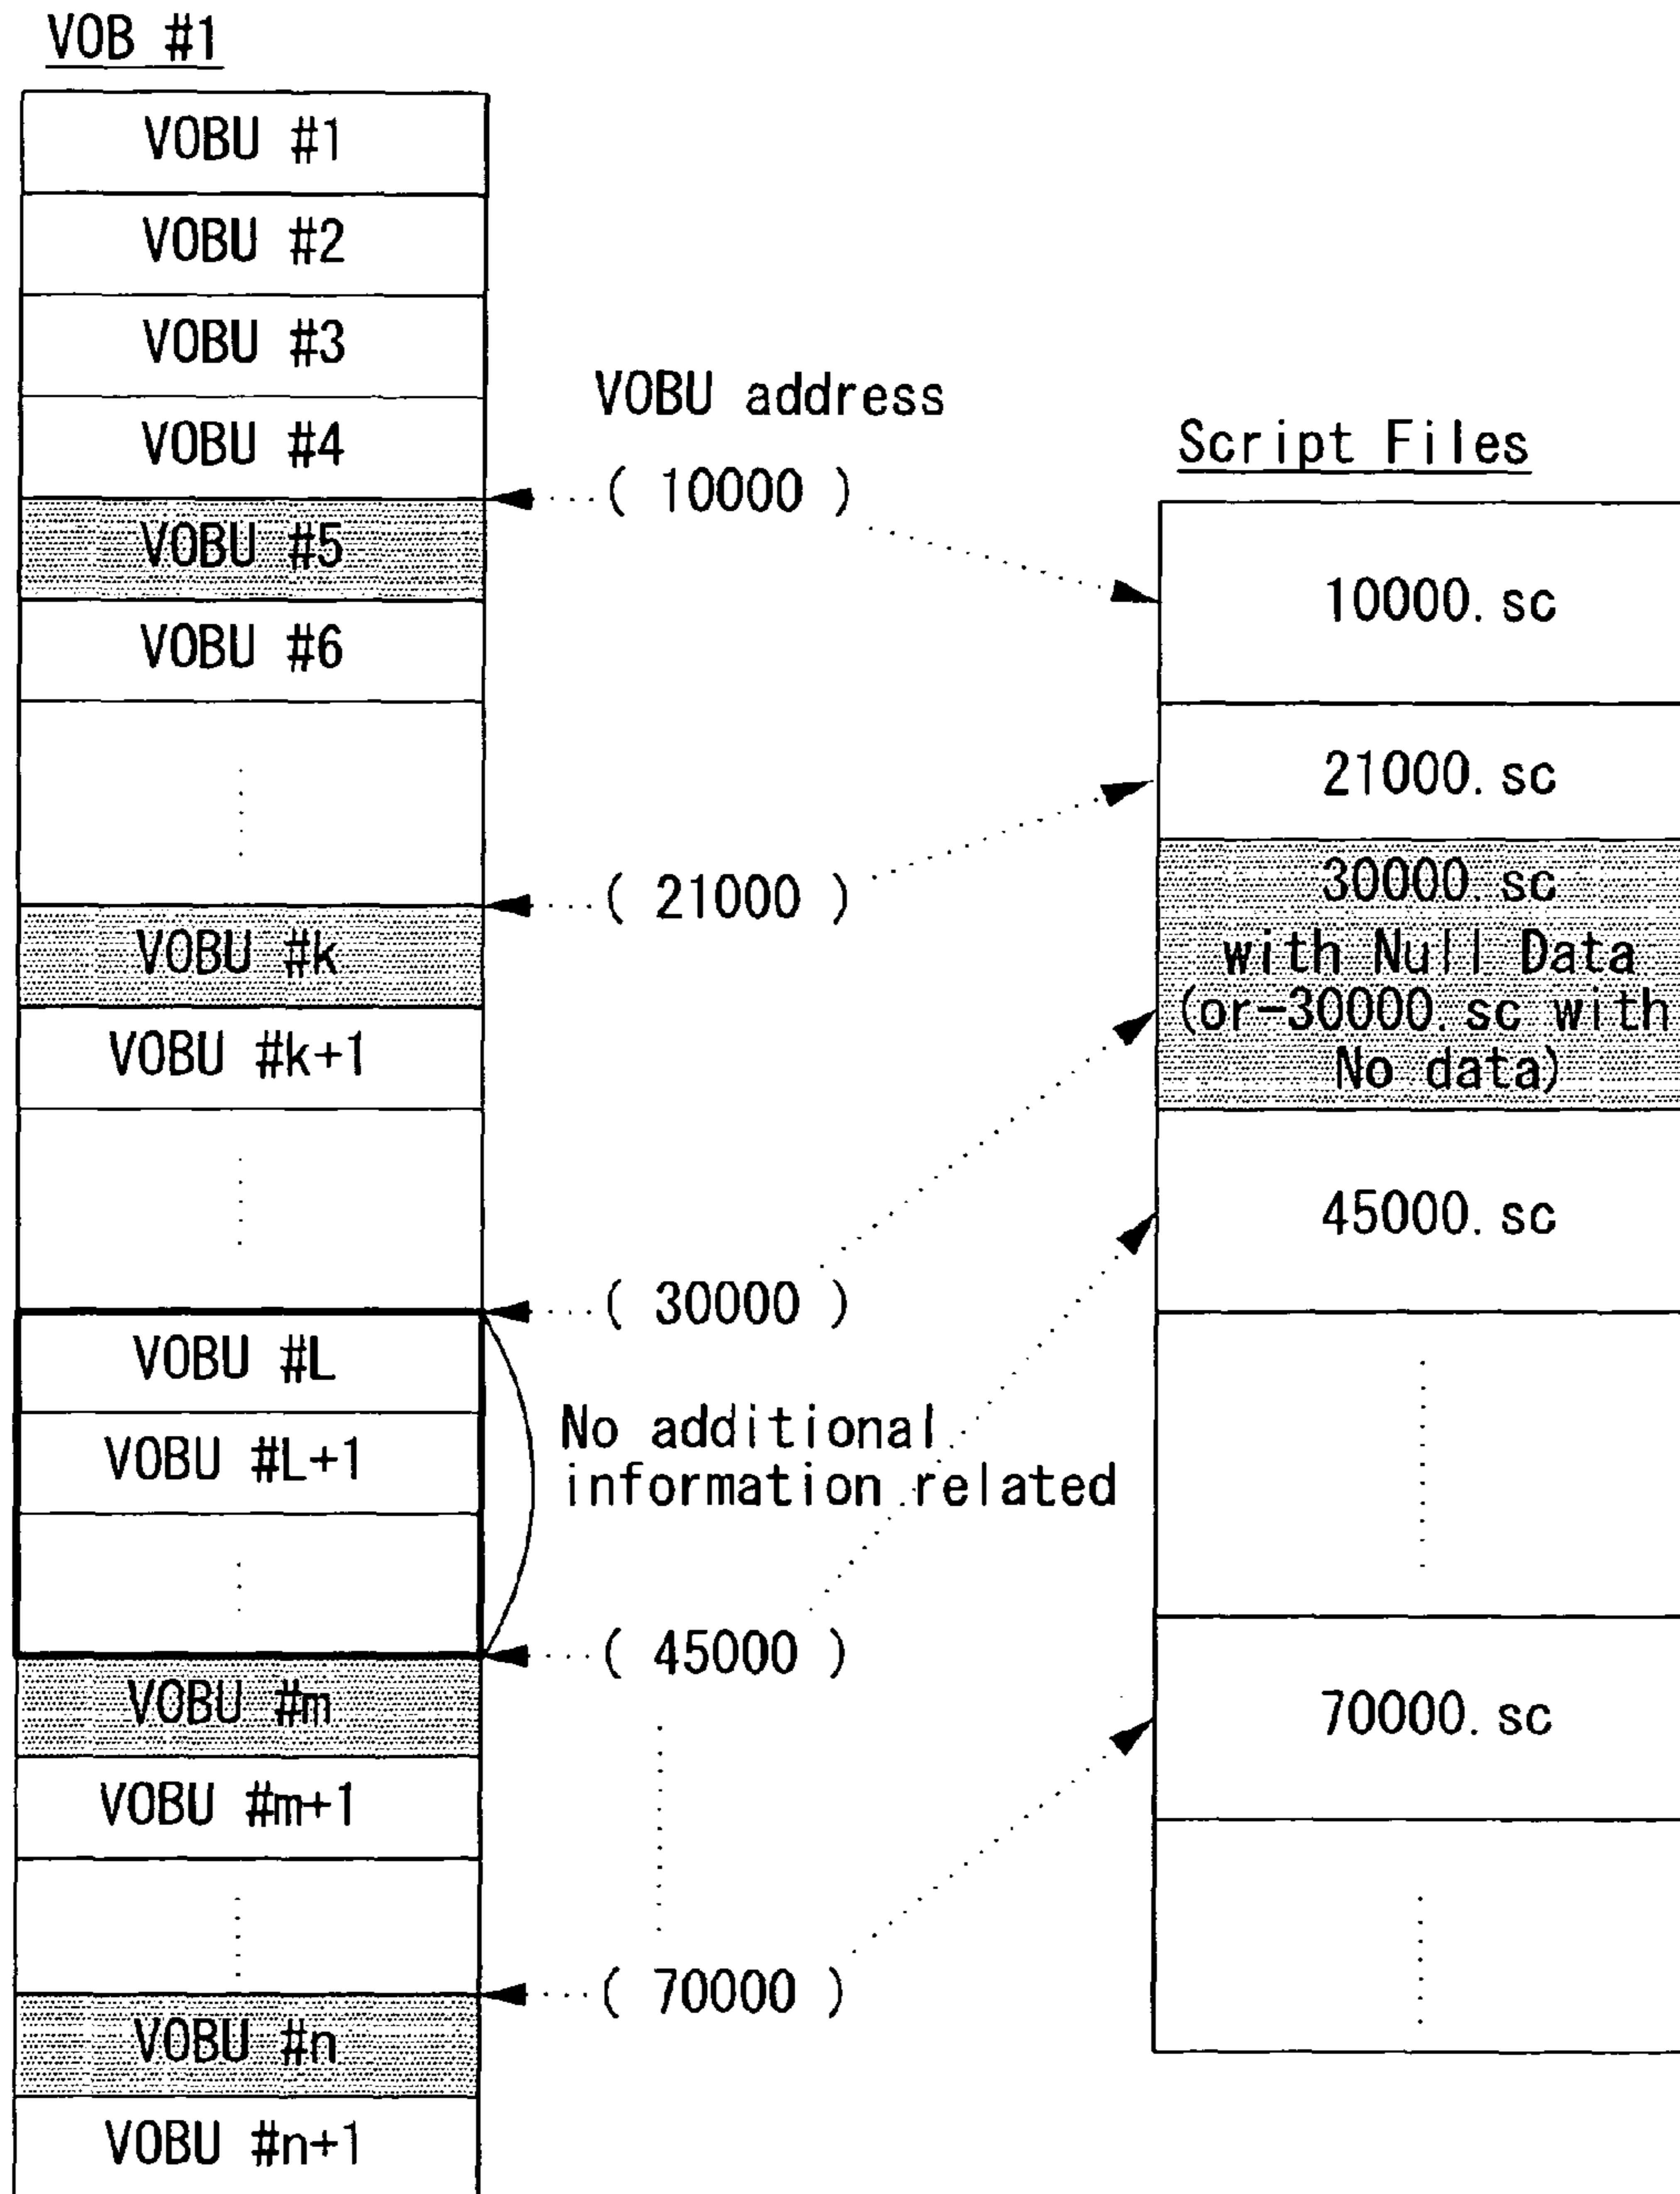 VOB #1
VOBU #1
VOBU #2
VOBU #3
VOBU #4
VOBU #5
VOBU #6
VOBU #k
VOBU #k+1
VOBU #L
VOBU #L+1
VOBU #m
VOBU #m+1
VOBU #n
VOBU #n+1
VOBU address
( 10000 )
( 21000 )
( 30000 )
No additional
information related
( 45000 )
( 70000 )
Script Files
10000.sc
21000.sc
30000.sc
with Null Data
(or-30000.sc with
No data)
45000.sc
70000.sc